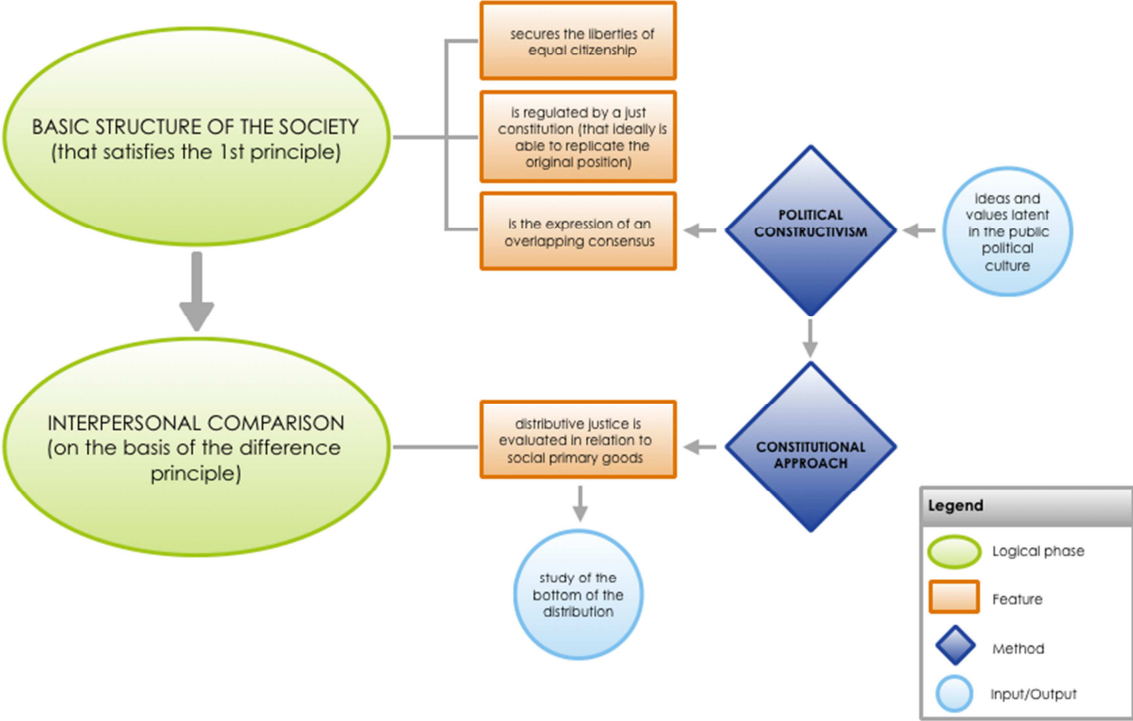 BASIC STRUCTURE OF THE SOCIETY
(that satisfies the 1st principle)
secures the liberties of
equal citizenship
is regulated by a just
constitution (that ideally is
able to replicate the
original position)
is the expression of an
overlapping consensus
POLITICAL
CONSTRUCTIVISM
ideas and
values latent
in the public
political
culture
INTERPERSONAL COMPARISON
(on the basis of the difference
principle)
distributive justice is
evaluated in relation to
social primary goods
CONSTITUTIONAL
APPROACH
study of the
bottom of the
distribution
Legend
Logical phase
Feature
Method
Input/Output